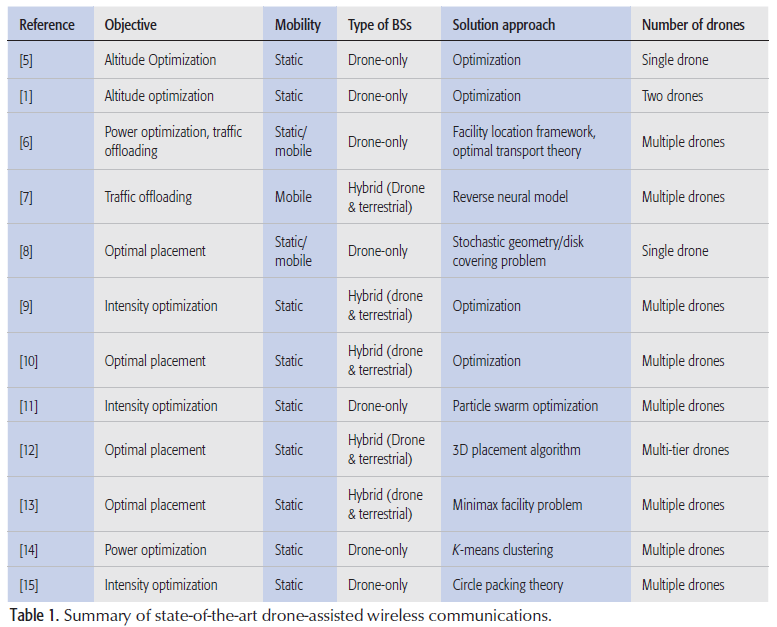 Reference Objective Mobility Type of BSs Solution approach Number of drones
[5] Altitude Optimization Static Drone-only Optimization Single drone
[1] Altitude optimization Static Drone-only Optimization Two drones
[6] Power optimization, traffic
offloading Static/
mobile Drone-only Facility location framework,
optimal transport theory Multiple drones
[7] Traffic offloading Mobile Hybrid (Drone
& terrestrial) Reverse neural model Multiple drones
[8] Optimal placement Static/
mobile Drone-only Stochastic geometry/disk
covering problem Single drone
[9] Intensity optimization Static Hybrid (drone
& terrestrial) Optimization Multiple drones
[10] Optimal placement Static Hybrid (drone
& terrestrial) Optimization Multiple drones
[11] Intensity optimization Static Drone-only Particle swarm optimization Multiple drones
[12] Optimal placement Static Hybrid (Drone
& terrestrial) 3D placement algorithm Multi-tier drones
[13] Optimal placement Static Hybrid (drone
& terrestrial) Minimax facility problem Multiple drones
[14] Power optimization Static Drone-only K-means clustering Multiple drones
[15] Intensity optimization Static Drone-only Circle packing theory Multiple drones
Table 1. Summary of state-of-the-art drone-assisted wireless communications.